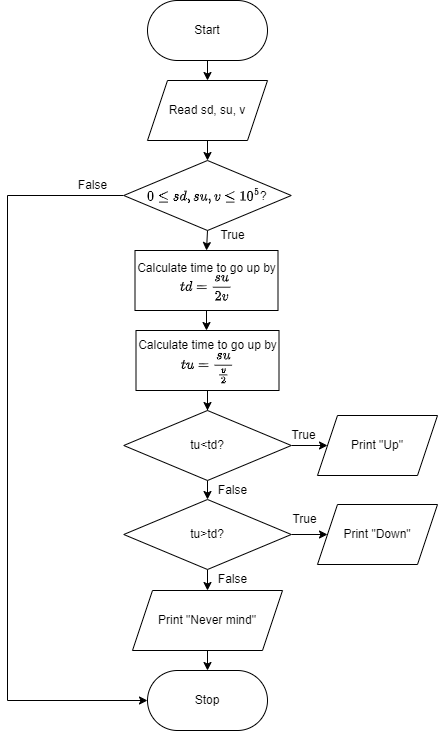 Start
Read sd, su, v
0 ≤ sd, su, v ≤ 10⁵?
False
True
Calculate time to go up by
td = su/2v
Calculate time to go up by
tu = su/(v/2)
tu<td?
True
Print "Up"
False
tu>td?
True
Print "Down"
False
Print "Never mind"
Stop